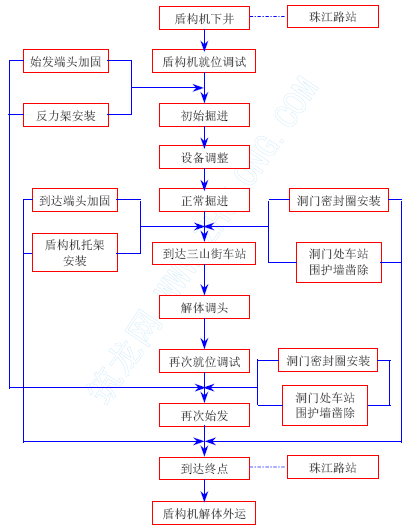 盾构机下井
珠江路站
始发端头加固
盾构机就位调试
反力架安装
初始掘进
设备调整
到达端头加固
正常掘进
洞门密封圈安装
盾构机托架
安装
到达三山街车站
洞门处车站
围护墙凿除
解体调头
再次就位调试
洞门密封圈安装
洞门处车站
围护墙凿除
再次始发
到达终点
珠江路站
盾构机解体外运